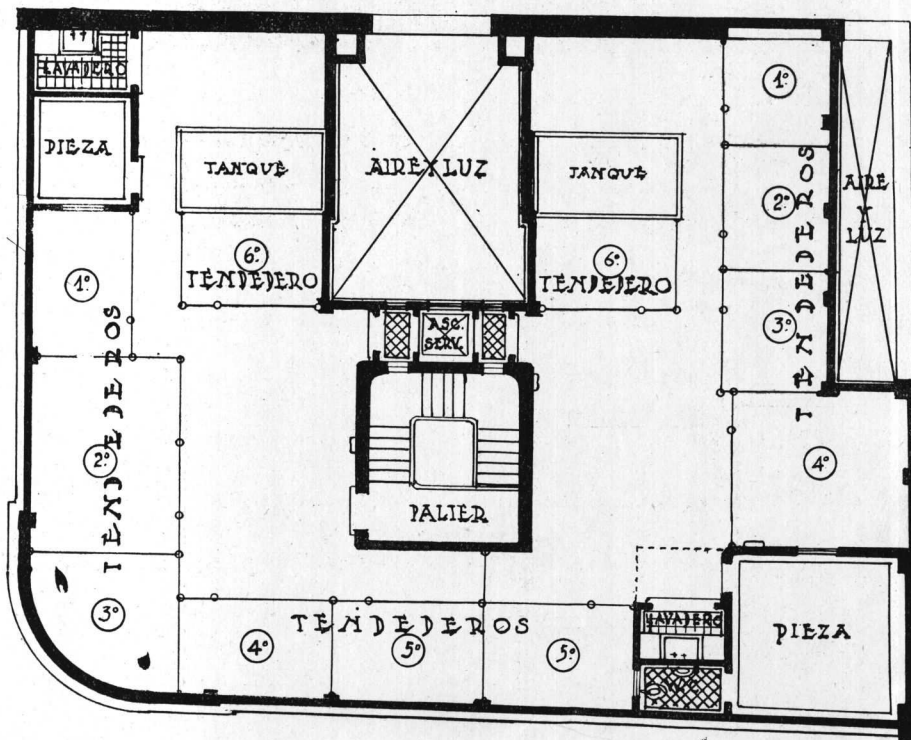 LAVADERO
PIEZA
TANQUE
AIRE Y LUZ
TANQUE
1º
2º
3º
TENDEDEROS
AIRE
Y
LUZ
6º
TENDEDERO
6º
TENDEDERO
1º
2º
3º
TENDEDEROS
ASC.
SERV.
4º
PALIER
TENDEDEROS
4º
5º
5º
LAVADERO
PIEZA